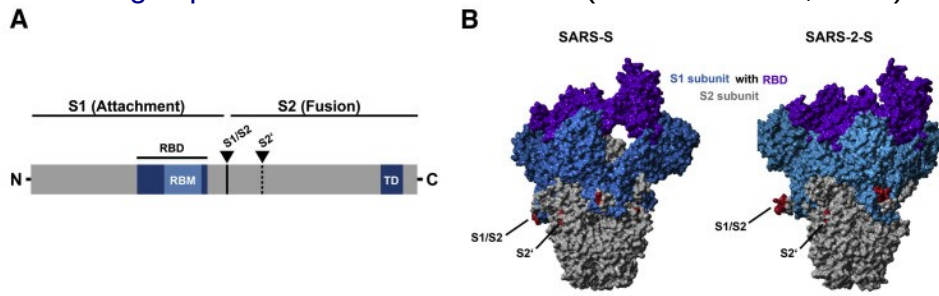 A
S1 (Attachment)
S2 (Fusion)
S1/S2
S2‘
RBD
N
RBM
TD
C
B
SARS-S
SARS-2-S
S1 subunit with RBD
S2 subunit
S1/S2
S2‘
S1/S2
S2‘